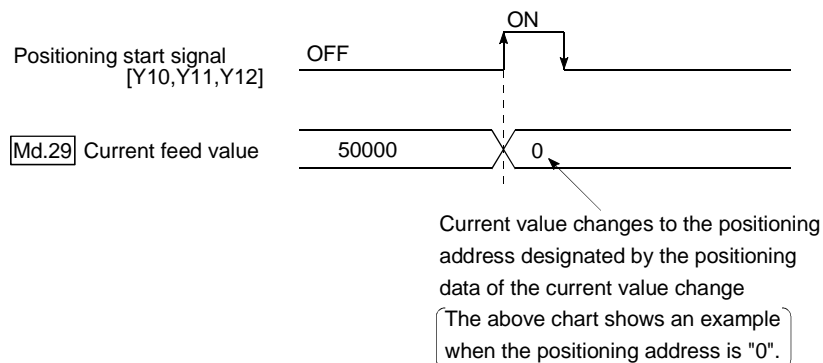 ON
Positioning start signal
OFF
[Y10,Y11,Y12]
Md.29 Current feed value
50000
0
Current value changes to the positioning
address designated by the positioning
data of the current value change
The above chart shows an example
when the positioning address is "0".